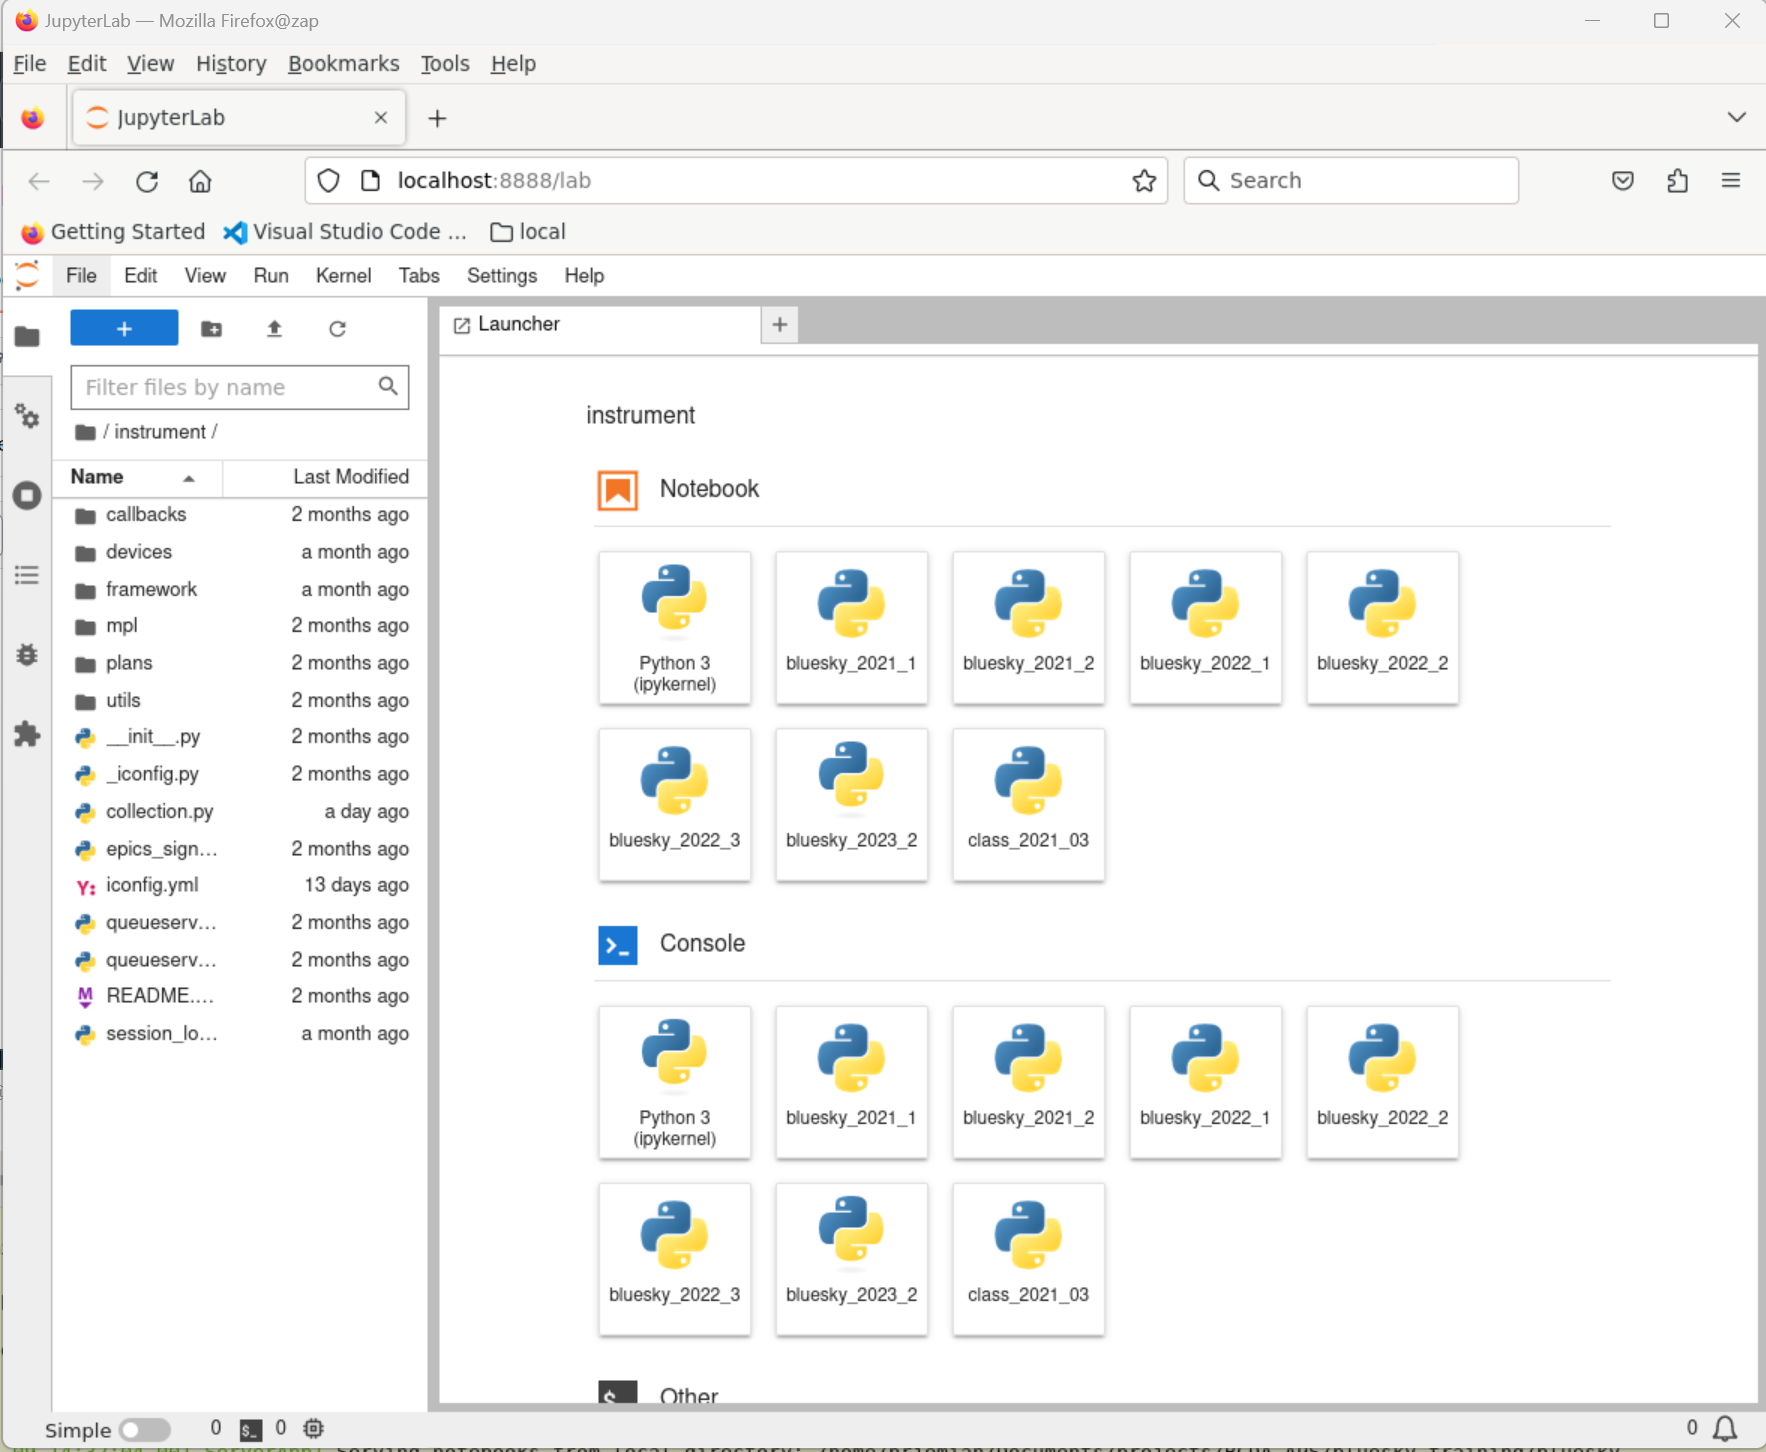 JupyterLab — Mozilla Firefox@zap
File Edit View History Bookmarks Tools Help
JupyterLab
localhost:8888/lab
Search
Getting Started Visual Studio Code ... local
File Edit View Run Kernel Tabs Settings Help
+
Launcher
+
Filter files by name
/ instrument /
Name Last Modified
callbacks 2 months ago
devices a month ago
framework a month ago
mpl 2 months ago
plans 2 months ago
utils 2 months ago
__init__.py 2 months ago
_iconfig.py 2 months ago
collection.py a day ago
epics_sign... 2 months ago
iconfig.yml 13 days ago
queueserv... 2 months ago
queueserv... 2 months ago
README.... 2 months ago
session_lo... a month ago
instrument
Notebook
Python 3 (ipykernel) bluesky_2021_1 bluesky_2021_2 bluesky_2022_1 bluesky_2022_2
bluesky_2022_3 bluesky_2023_2 class_2021_03
Console
Python 3 (ipykernel) bluesky_2021_1 bluesky_2021_2 bluesky_2022_1 bluesky_2022_2
bluesky_2022_3 bluesky_2023_2 class_2021_03
Other
Simple 0 $_ 0 0